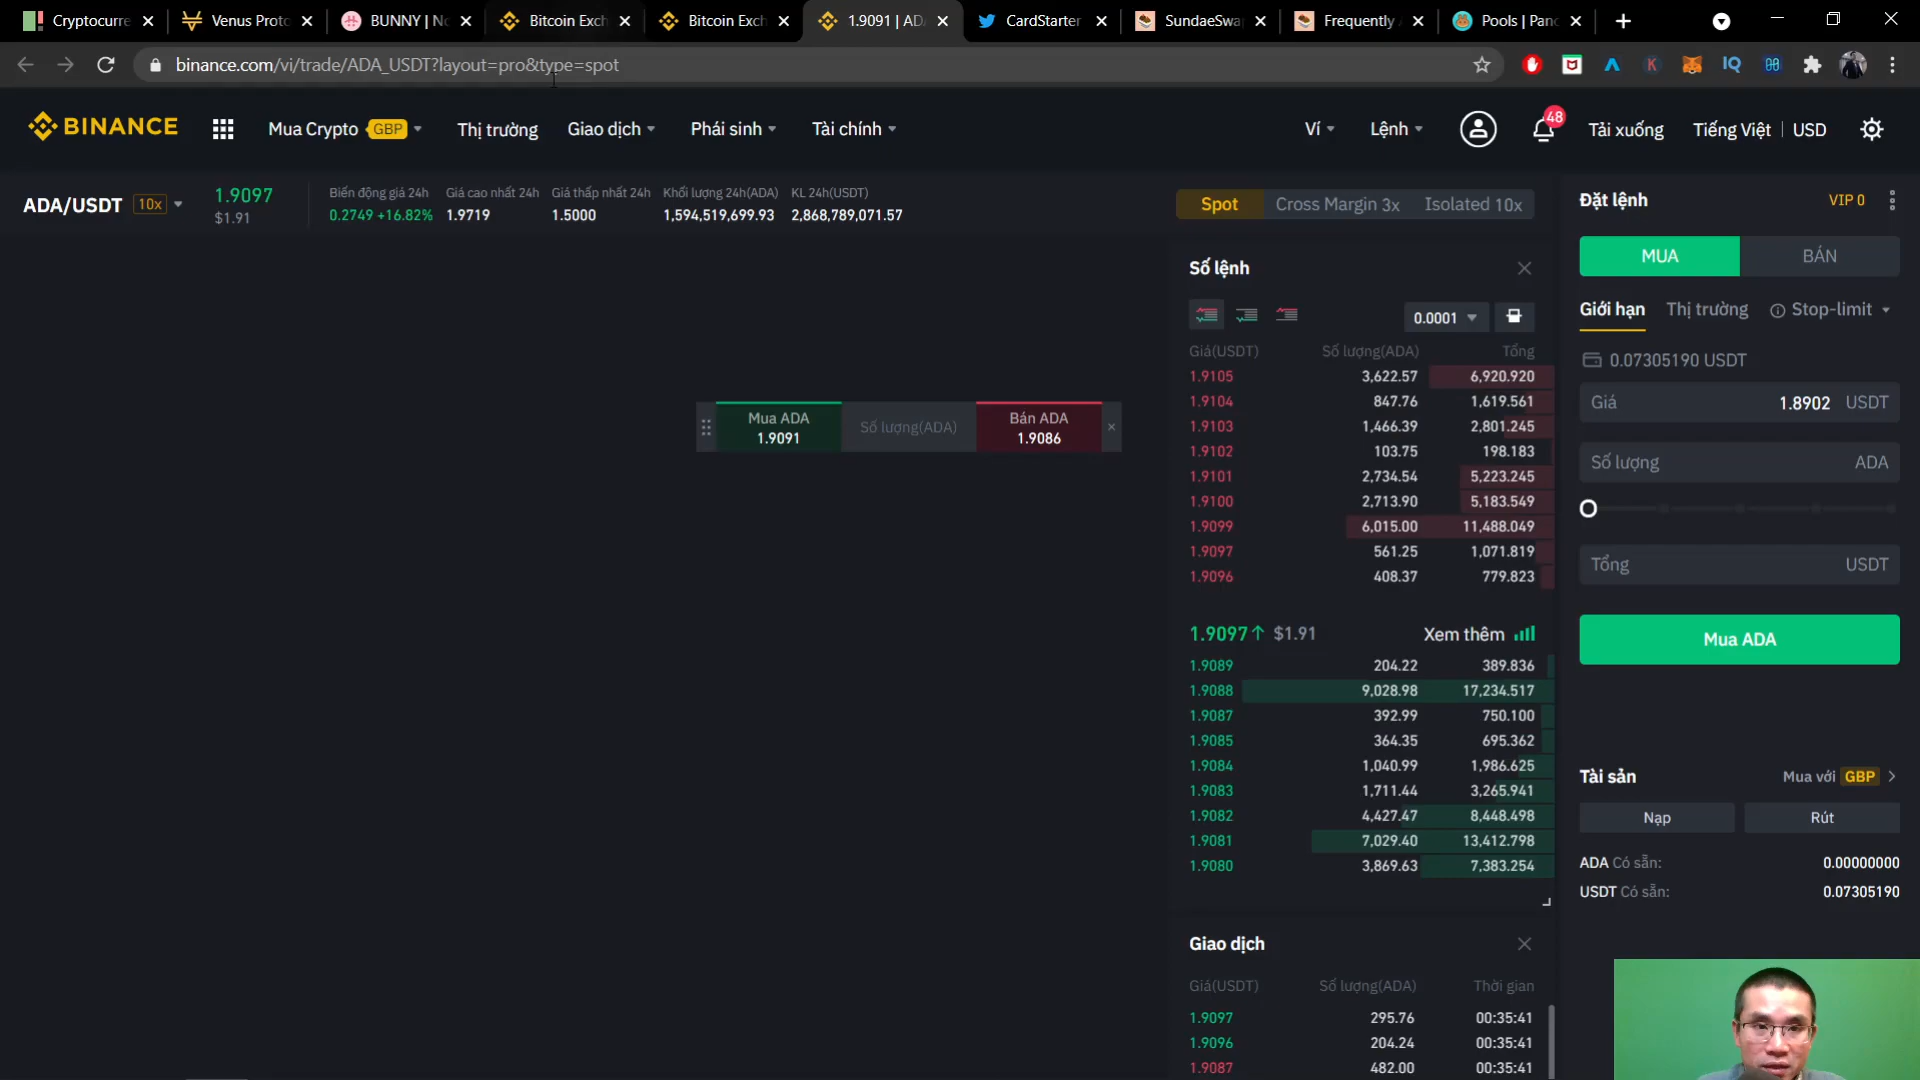 Cryptocurre
Venus Proto
BUNNY | N
Bitcoin Exch
Bitcoin Exch
1.9091 | AD
CardStarter
SundaeSwa
Frequently
Pools | Panc
binance.com/vi/trade/ADA_USDT?layout=pro&type=spot
BINANCE
Mua Crypto GBP
Thị trường
Giao dịch
Phái sinh
Tài chính
Ví
Lệnh
48
Tải xuống
Tiếng Việt
USD
ADA/USDT 10x
1.9097
$1.91
Biến động giá 24h
0.2749 +16.82%
Giá cao nhất 24h
1.9719
Giá thấp nhất 24h
1.5000
Khối lượng 24h(ADA)
1,594,519,699.93
KL 24h(USDT)
2,868,789,071.57
Spot
Cross Margin 3x
Isolated 10x
Mua ADA
1.9091
Số lượng(ADA)
Bán ADA
1.9086
Số lệnh
0.0001
Giá(USDT) Số lượng(ADA) Tổng
1.9105 3,622.57 6,920.920
1.9104 847.76 1,619.561
1.9103 1,466.39 2,801.245
1.9102 103.75 198.183
1.9101 2,734.54 5,223.245
1.9100 2,713.90 5,183.549
1.9099 6,015.00 11,488.049
1.9097 561.25 1,071.819
1.9096 408.37 779.823
1.9097↑ $1.91 Xem thêm
1.9089 204.22 389.836
1.9088 9,028.98 17,234.517
1.9087 392.99 750.100
1.9085 364.35 695.362
1.9084 1,040.99 1,986.625
1.9083 1,711.44 3,265.941
1.9082 4,427.47 8,448.498
1.9081 7,029.40 13,412.798
1.9080 3,869.63 7,383.254
Giao dịch
Giá(USDT) Số lượng(ADA) Thời gian
1.9097 295.76 00:35:41
1.9096 204.24 00:35:41
1.9087 482.00 00:35:41
Đặt lệnh
VIP 0
MUA
BÁN
Giới hạn
Thị trường
Stop-limit
0.07305190 USDT
Giá 1.8902 USDT
Số lượng ADA
Tổng USDT
Mua ADA
Tài sản
Mua với GBP
Nạp
Rút
ADA Có sẵn: 0.00000000
USDT Có sẵn: 0.07305190